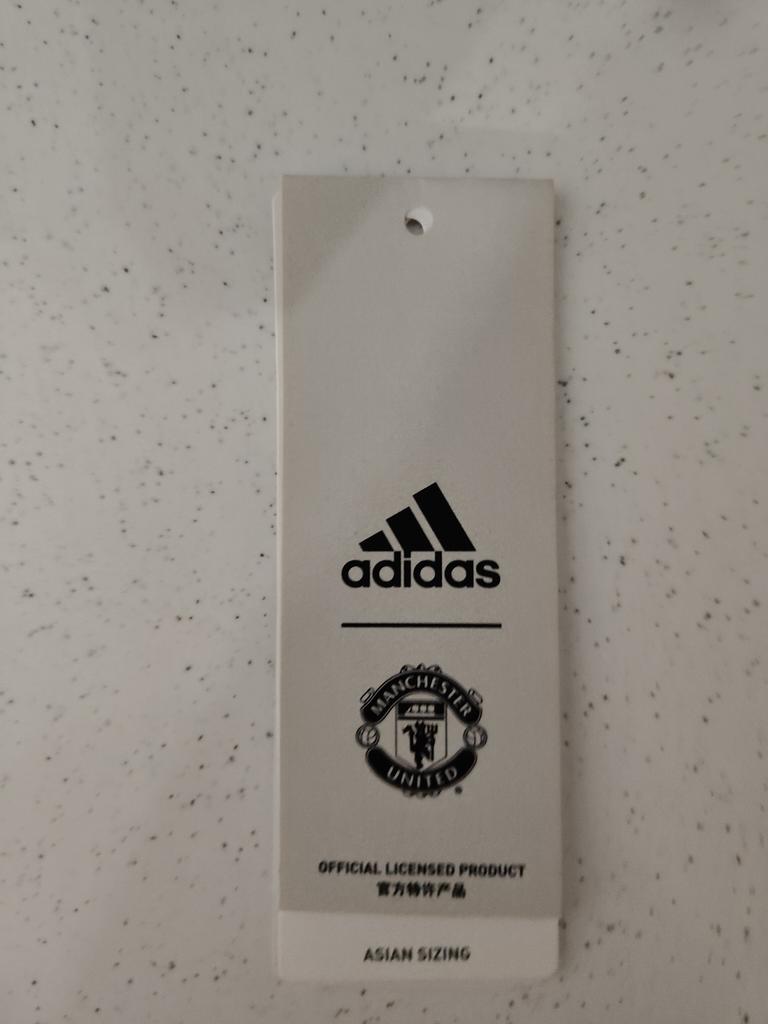 adidas
MANCHESTER
UNITED
OFFICIAL LICENSED PRODUCT
官方特许产品
ASIAN SIZING